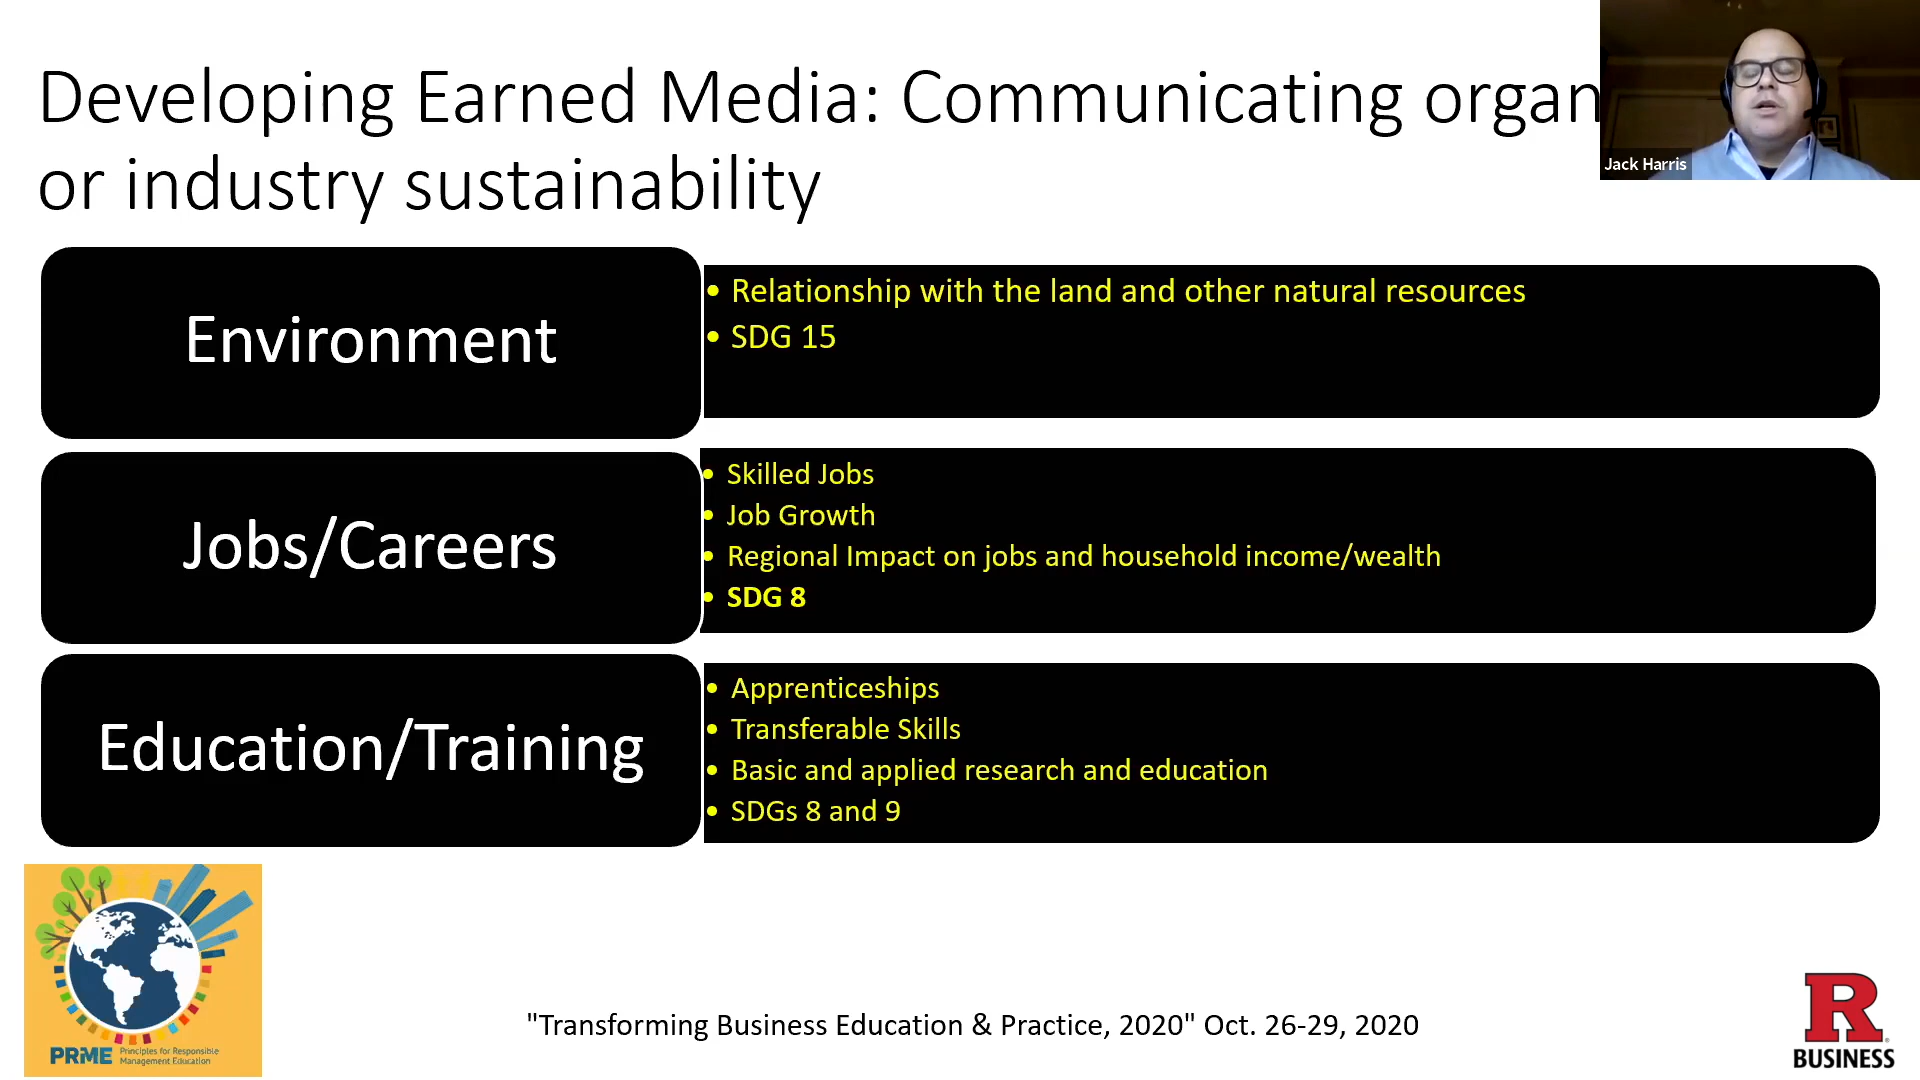 Developing Earned Media: Communicating organ
or industry sustainability
Jack Harris
Environment
• Relationship with the land and other natural resources
• SDG 15
Jobs/Careers
• Skilled Jobs
• Job Growth
• Regional Impact on jobs and household income/wealth
• SDG 8
Education/Training
• Apprenticeships
• Transferable Skills
• Basic and applied research and education
• SDGs 8 and 9
PRME Principles for Responsible
Management Education
"Transforming Business Education & Practice, 2020" Oct. 26-29, 2020
R
BUSINESS